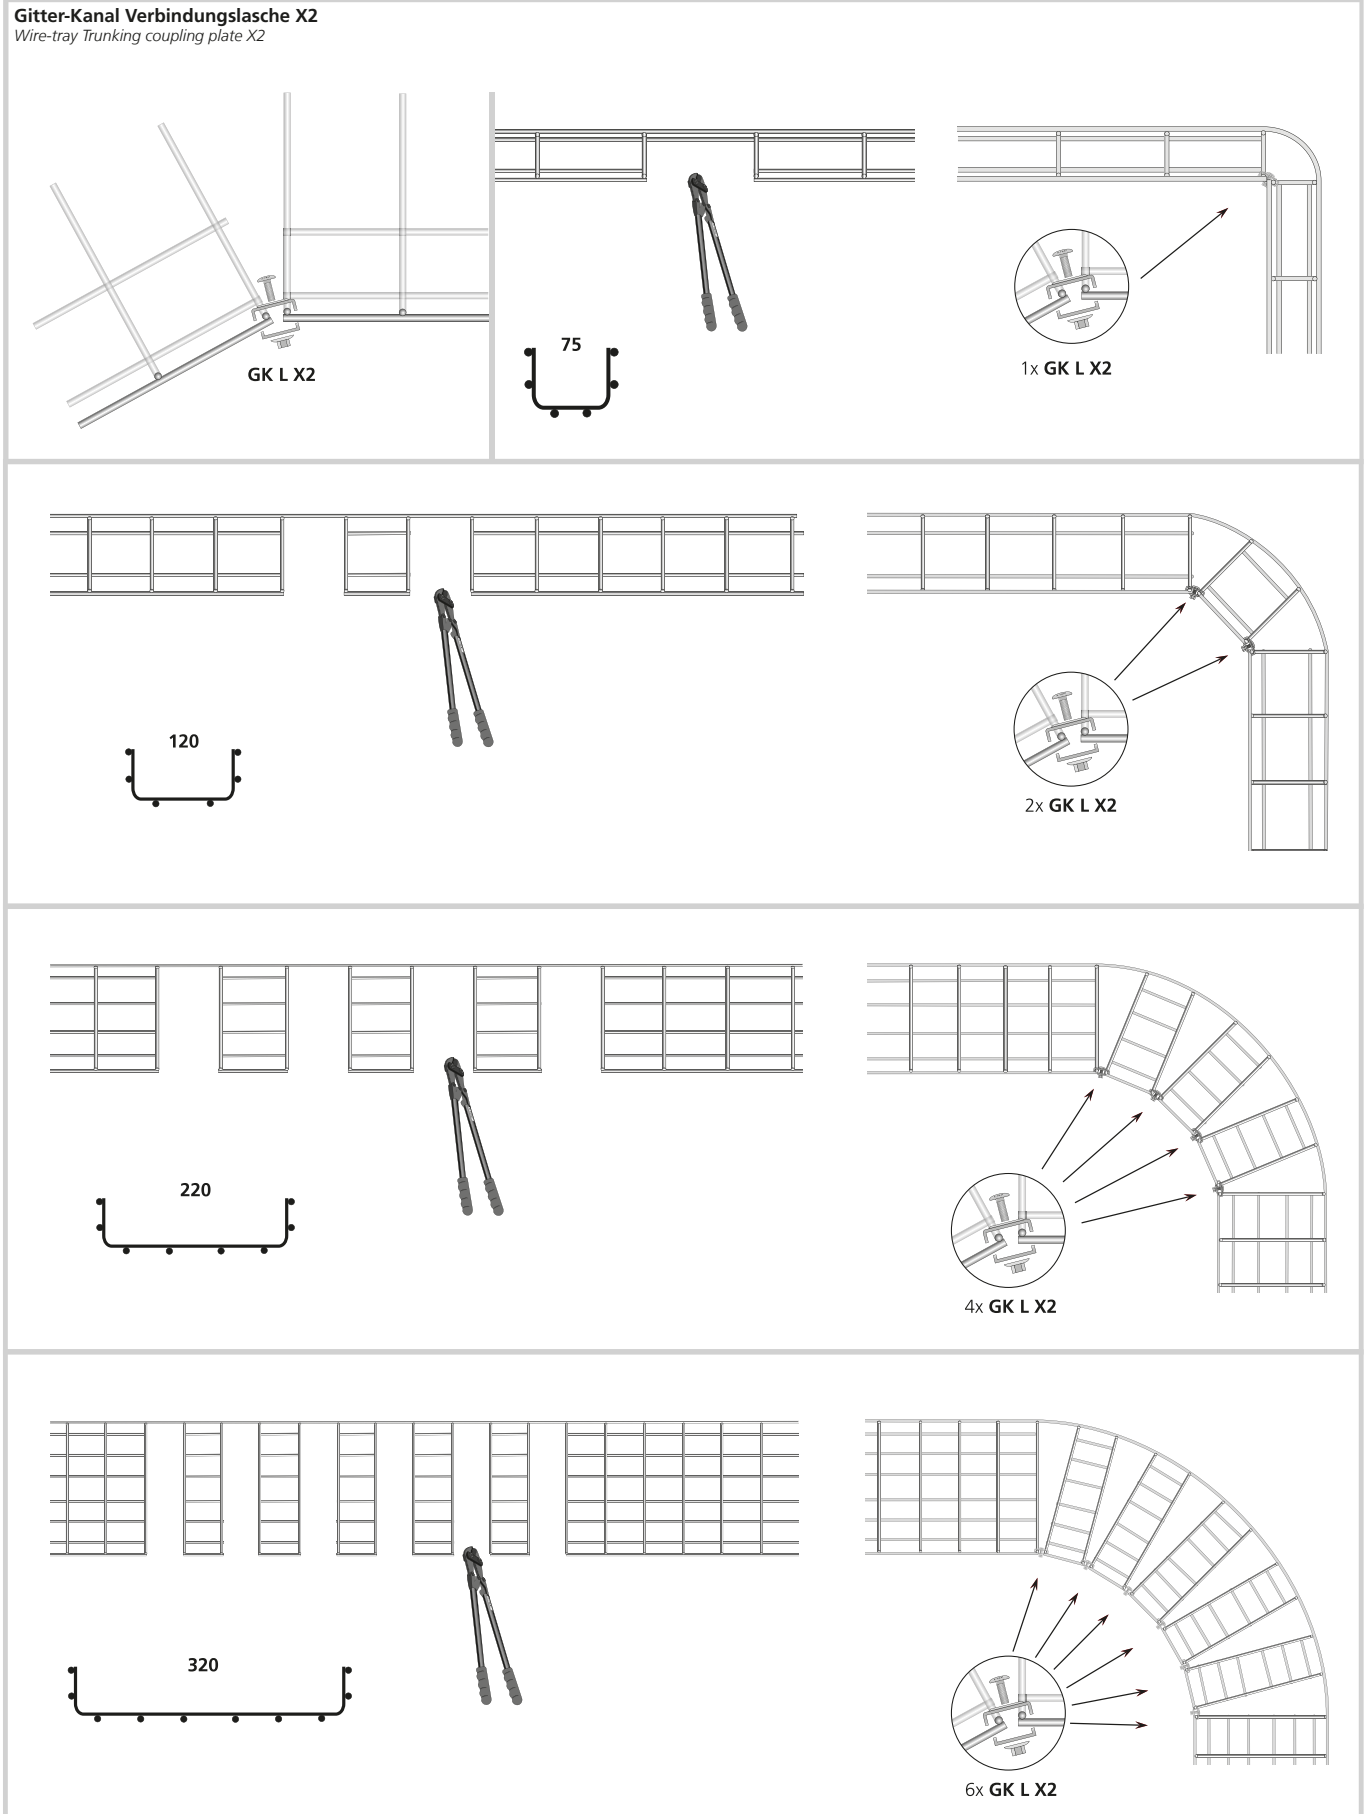 Gitter-Kanal Verbindungslasche X2
Wire-tray Trunking coupling plate X2
GK L X2
75
1x GK L X2
120
2x GK L X2
220
4x GK L X2
320
6x GK L X2